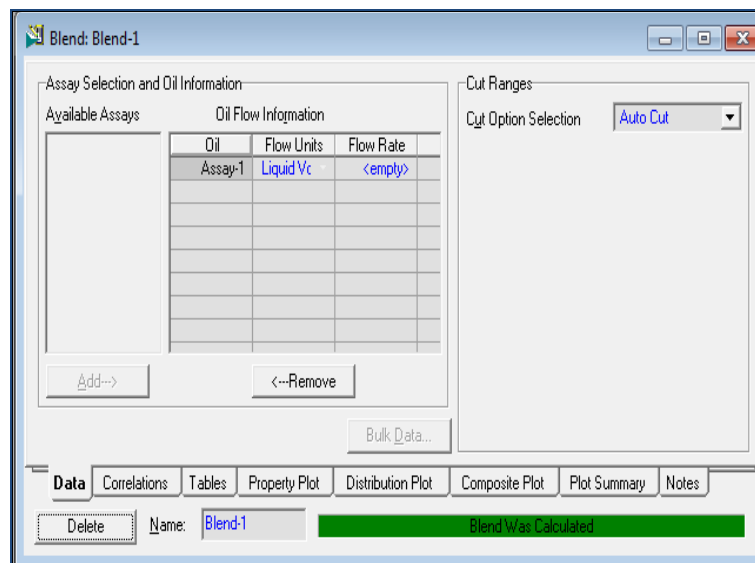 Blend: Blend-1
Assay Selection and Oil Information
Available Assays
Oil Flow Information
Oil Flow Units Flow Rate
Assay-1 Liquid Vc <empty>
Add--->
<---Remove
Bulk Data...
Cut Ranges
Cut Option Selection Auto Cut
Data Correlations Tables Property Plot Distribution Plot Composite Plot Plot Summary Notes
Delete Name: Blend-1 Blend Was Calculated